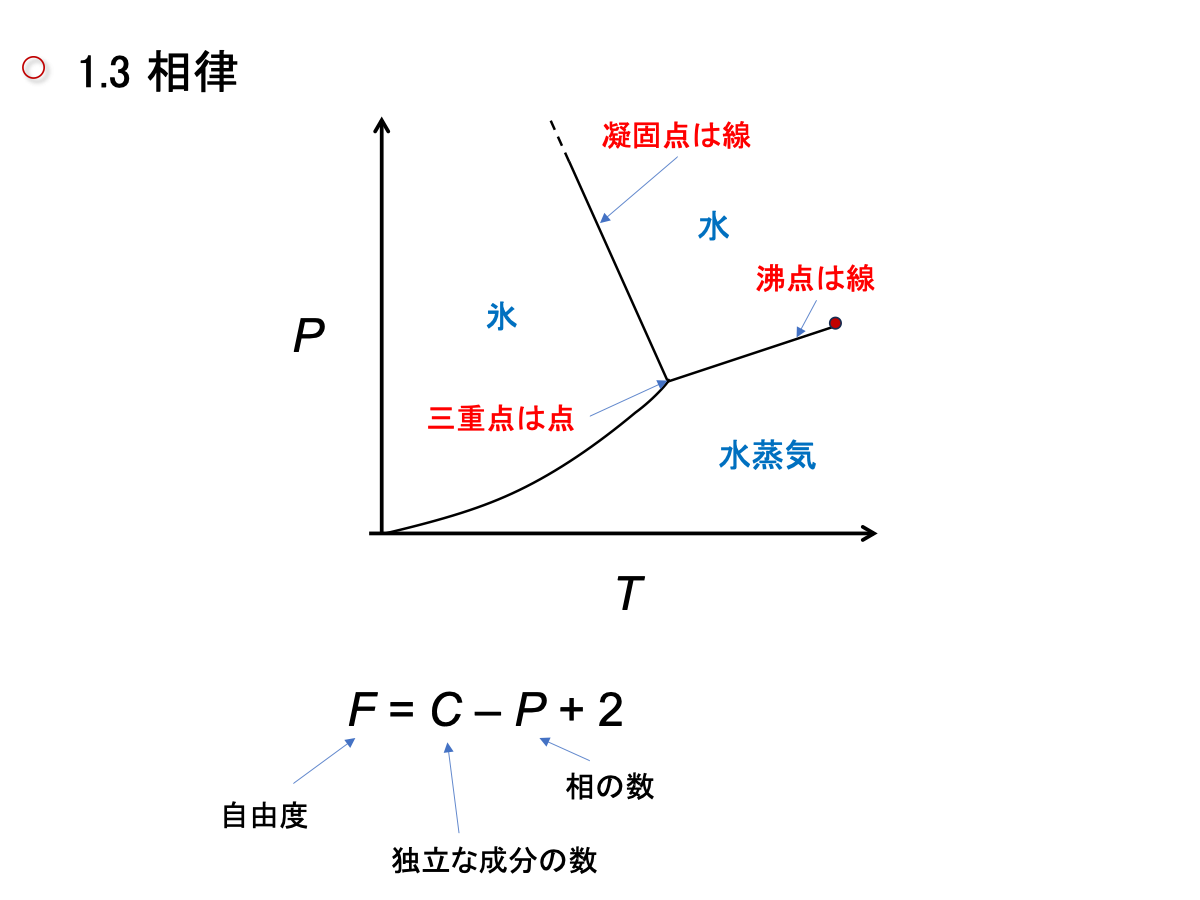 1.3 相律
凝固点は線
水
沸点は線
氷
P
三重点は点
水蒸気
T
F = C – P + 2
相の数
自由度
独立な成分の数